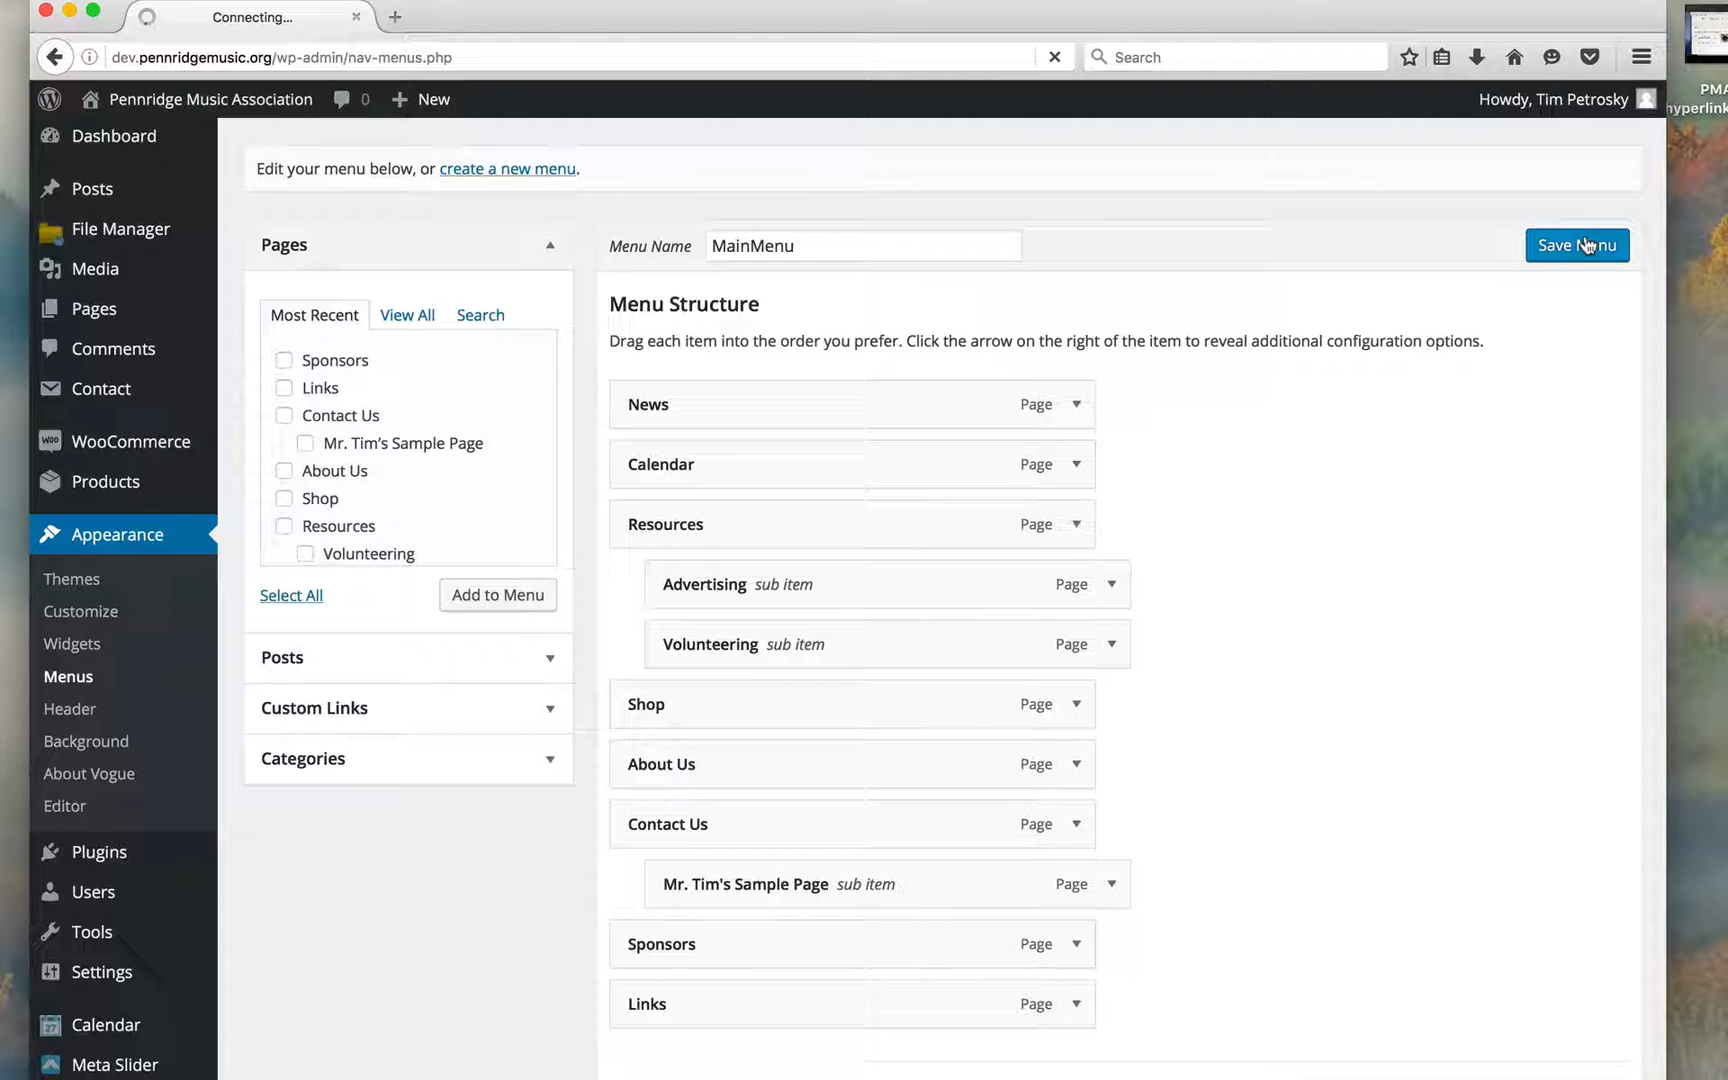 Connecting...
dev.pennridgemusic.org/wp-admin/nav-menus.php
Search
Pennridge Music Association
0
New
Howdy, Tim Petrosky
PMA
hyperlink
Dashboard
Posts
File Manager
Media
Pages
Comments
Contact
WooCommerce
Products
Appearance
Themes
Customize
Widgets
Menus
Header
Background
About Vogue
Editor
Plugins
Users
Tools
Settings
Calendar
Meta Slider
Edit your menu below, or create a new menu.
Pages
Most Recent View All Search
Sponsors
Links
Contact Us
Mr. Tim’s Sample Page
About Us
Shop
Resources
Volunteering
Select All Add to Menu
Posts
Custom Links
Categories
Menu Name MainMenu
Save Menu
Menu Structure
Drag each item into the order you prefer. Click the arrow on the right of the item to reveal additional configuration options.
News Page
Calendar Page
Resources Page
Advertising sub item Page
Volunteering sub item Page
Shop Page
About Us Page
Contact Us Page
Mr. Tim's Sample Page sub item Page
Sponsors Page
Links Page